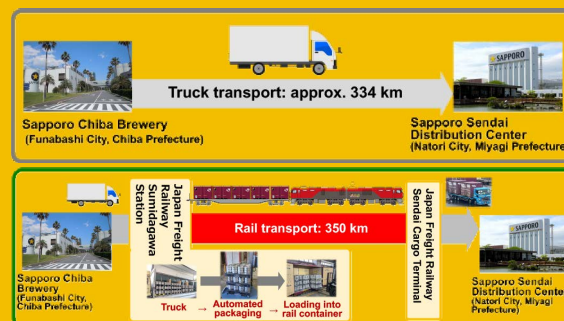 SAPPORO
Truck transport: approx. 334 km
Sapporo Chiba Brewery
(Funabashi City, Chiba Prefecture)
Sapporo Sendai
Distribution Center
(Natori City, Miyagi Prefecture
Japan Freight
Railway
Sumidagawa
Station
Rail transport: 350 km
Japan Freight Railway
Sendai Cargo Terminal
SAPPORO
Sapporo Chiba
Brewery
(Funabashi City,
Chiba Prefecture)
Truck → Automated
packaging → Loading into
rail container
Sapporo Sendai
Distribution Center
(Natori City, Miyagi
Prefecture)